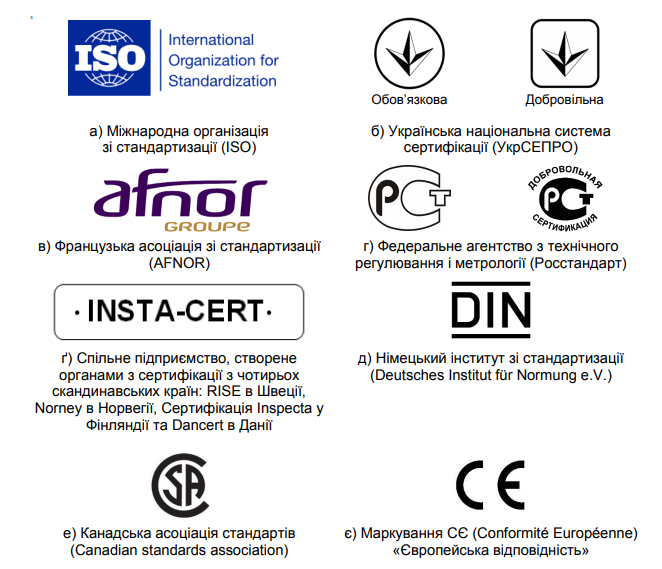 ISO
International
Organization for
Standardization
Обов’язкова
Добровільна
а) Міжнародна організація
зі стандартизації (ISO)
б) Українська національна система
сертифікації (УкрСЕПРО)
afnor
GROUPE
РСТ
ДОБРОВОЛЬНАЯ
РСТ
СЕРТИФИКАЦИЯ
в) Французька асоціація зі стандартизації
(AFNOR)
г) Федеральне агентство з технічного
регулювання і метрології (Росстандарт)
· INSTA-CERT ·
DIN
ґ) Спільне підприємство, створене
органами з сертифікації з чотирьох
скандинавських країн: RISE в Швеції,
Norney в Норвегії, Сертифікація Inspecta у
Фінляндії та Dancert в Данії
д) Німецький інститут зі стандартизації
(Deutsches Institut für Normung e.V.)
CSA
CE
е) Канадська асоціація стандартів
(Canadian standards association)
є) Маркування СЄ (Conformité Européenne)
«Європейська відповідність»